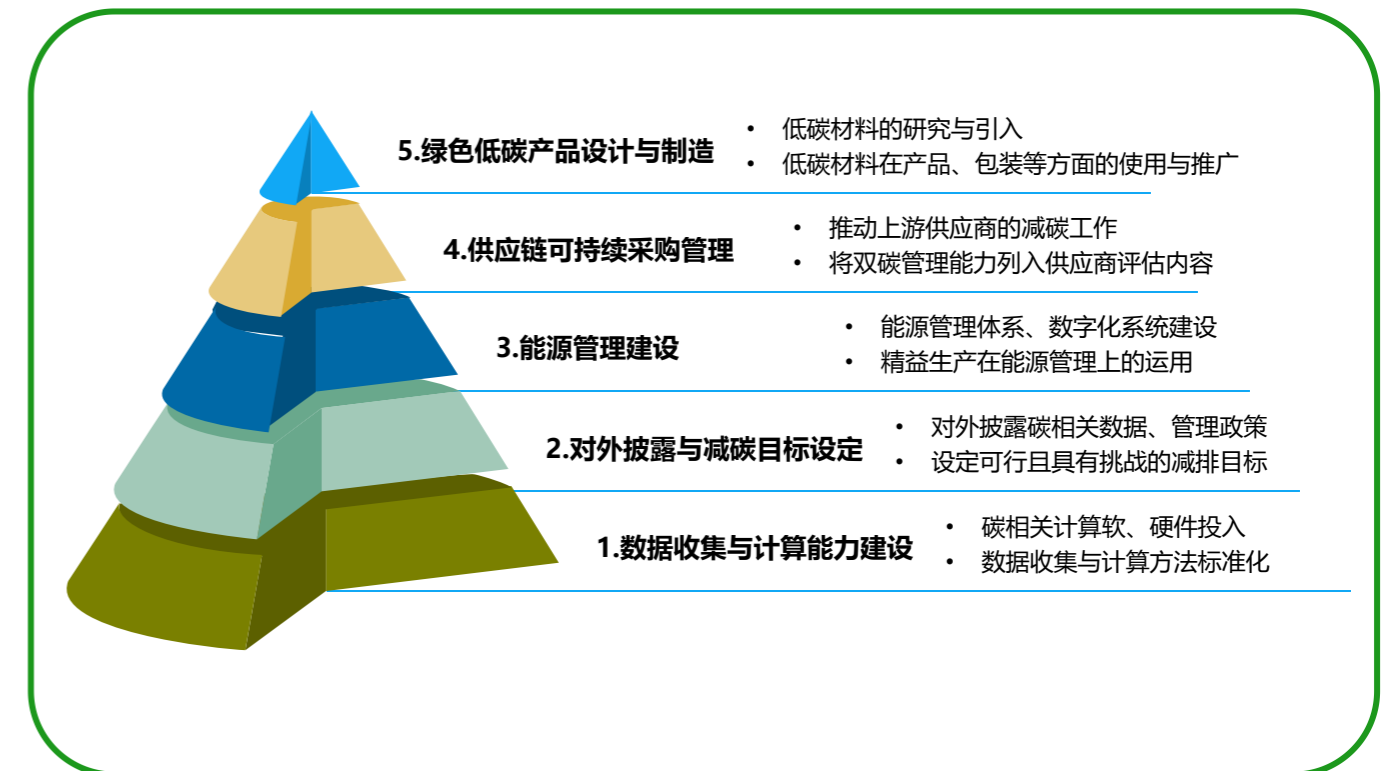 5.绿色低碳产品设计与制造
• 低碳材料的研究与引入
• 低碳材料在产品、包装等方面的使用与推广
4.供应链可持续采购管理
• 推动上游供应商的减碳工作
• 将双碳管理能力列入供应商评估内容
3.能源管理建设
• 能源管理体系、数字化系统建设
• 精益生产在能源管理上的运用
2.对外披露与减碳目标设定
• 对外披露碳相关数据、管理政策
• 设定可行且具有挑战的减排目标
1.数据收集与计算能力建设
• 碳相关计算软、硬件投入
• 数据收集与计算方法标准化